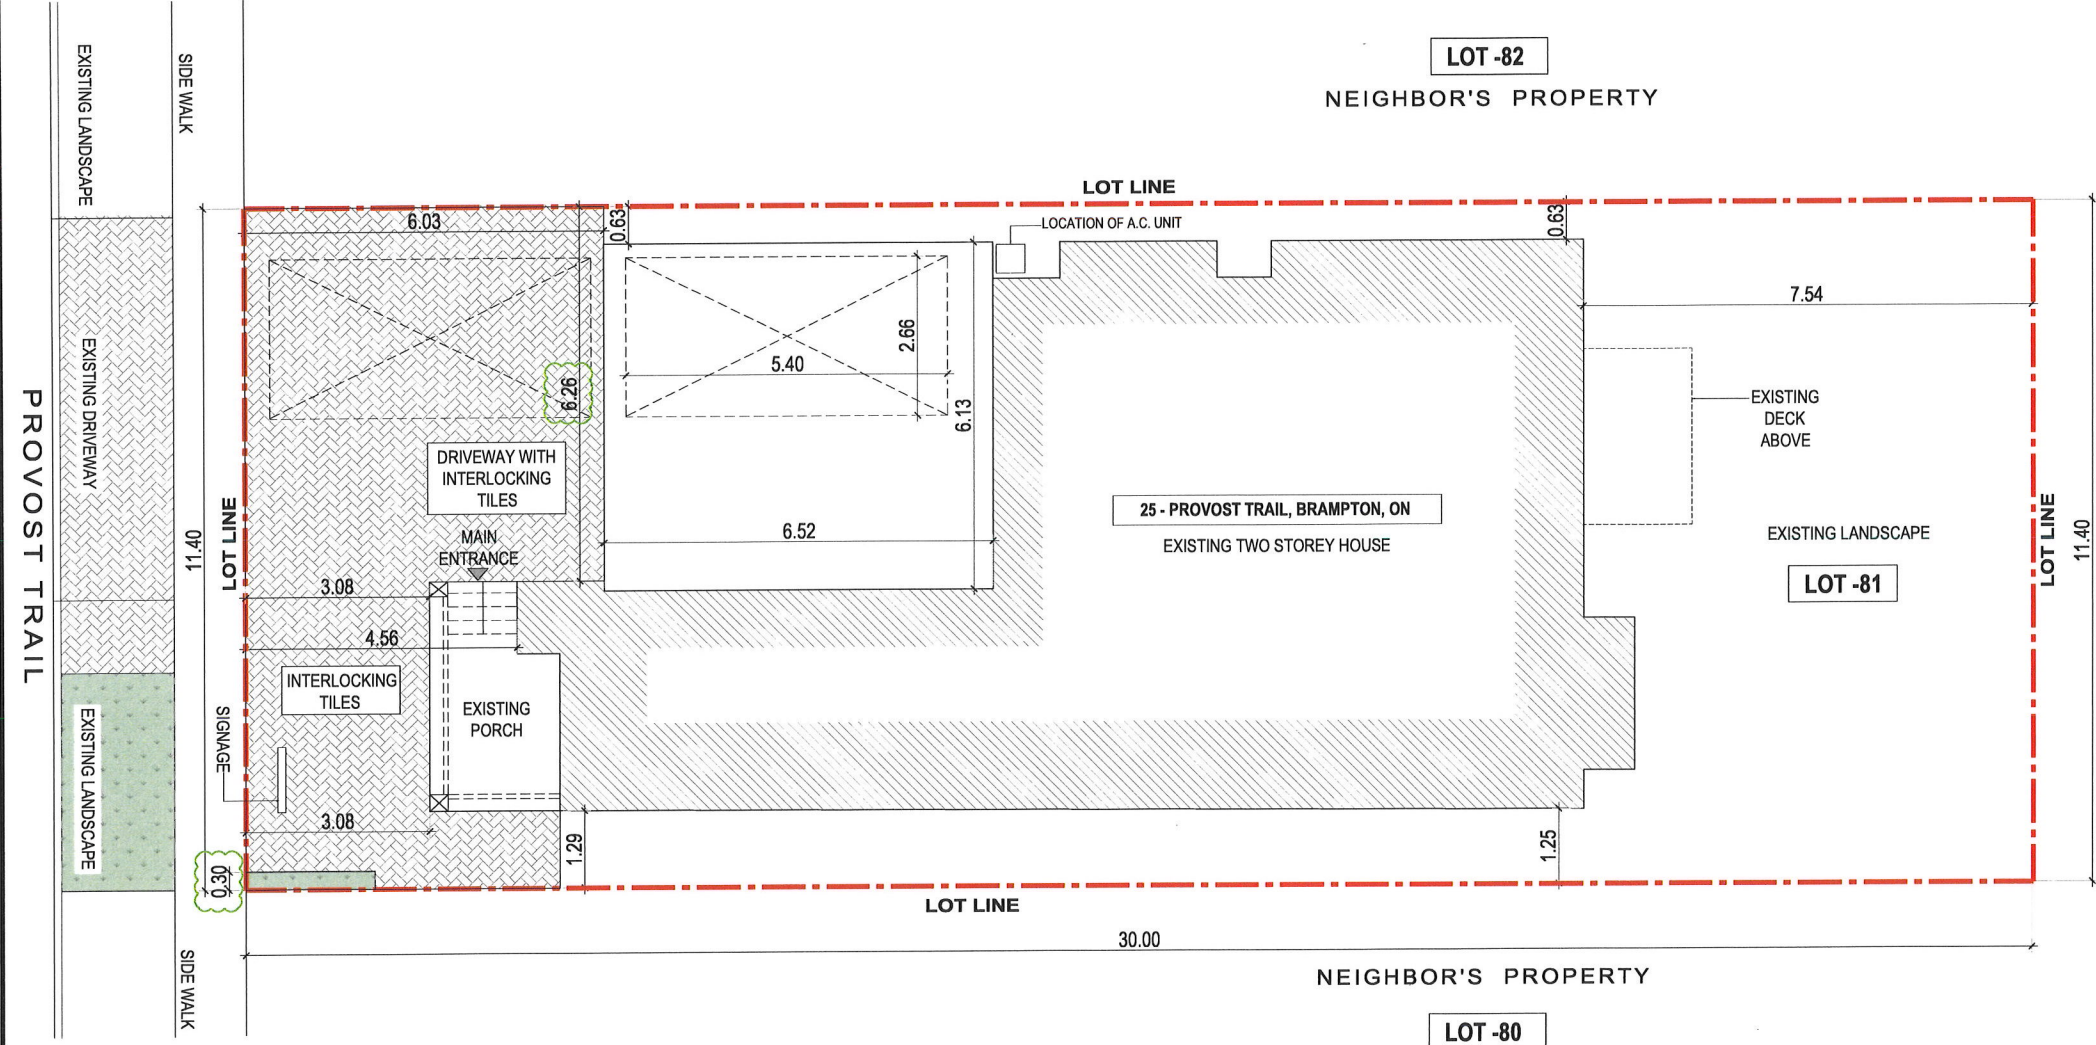 LOT -82
NEIGHBOR'S PROPERTY
EXISTING LANDSCAPE
SIDE WALK
LOT LINE
6.03
0.63
LOCATION OF A.C. UNIT
0.63
7.54
2.66
5.40
6.26
6.13
EXISTING DRIVEWAY
PROVOST TRAIL
EXISTING
DECK
ABOVE
DRIVEWAY WITH
INTERLOCKING
TILES
25 - PROVOST TRAIL, BRAMPTON, ON
EXISTING TWO STOREY HOUSE
6.52
EXISTING LANDSCAPE
LOT -81
LOT LINE
11.40
11.40
LOT LINE
MAIN
ENTRANCE
3.08
4.56
INTERLOCKING
TILES
EXISTING
PORCH
SIGNAGE
EXISTING LANDSCAPE
3.08
1.29
1.25
0.30
LOT LINE
30.00
SIDE WALK
NEIGHBOR'S PROPERTY
LOT -80